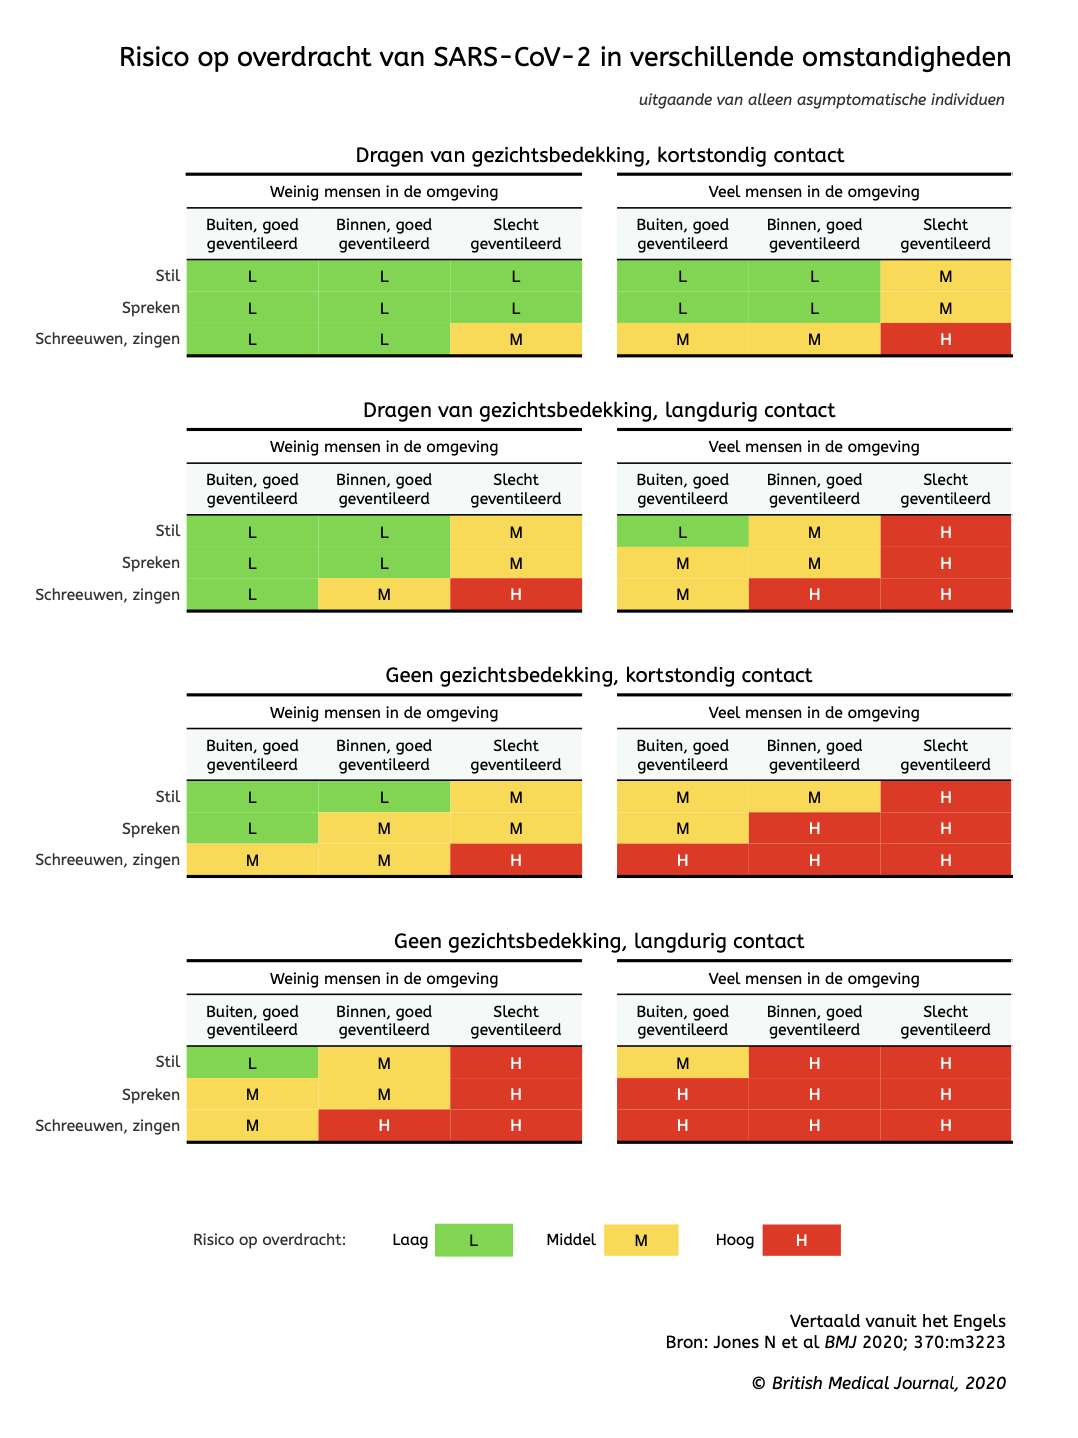 Risico op overdracht van SARS-CoV-2 in verschillende omstandigheden
uitgaande van alleen asymptomatische individuen
Dragen van gezichtsbedekking, kortstondig contact
Weinig mensen in de omgeving Veel mensen in de omgeving
Buiten, goed Binnen, goed Slecht Buiten, goed Binnen, goed Slecht
geventileerd geventileerd geventileerd geventileerd geventileerd geventileerd
Stil L L L L L M
Spreken L L L L L M
Schreeuwen, zingen L L M M M H
Dragen van gezichtsbedekking, langdurig contact
Weinig mensen in de omgeving Veel mensen in de omgeving
Buiten, goed Binnen, goed Slecht Buiten, goed Binnen, goed Slecht
geventileerd geventileerd geventileerd geventileerd geventileerd geventileerd
Stil L L M L M H
Spreken L L M M M H
Schreeuwen, zingen L M H M H H
Geen gezichtsbedekking, kortstondig contact
Weinig mensen in de omgeving Veel mensen in de omgeving
Buiten, goed Binnen, goed Slecht Buiten, goed Binnen, goed Slecht
geventileerd geventileerd geventileerd geventileerd geventileerd geventileerd
Stil L L M M M H
Spreken L M M M H H
Schreeuwen, zingen M M H H H H
Geen gezichtsbedekking, langdurig contact
Weinig mensen in de omgeving Veel mensen in de omgeving
Buiten, goed Binnen, goed Slecht Buiten, goed Binnen, goed Slecht
geventileerd geventileerd geventileerd geventileerd geventileerd geventileerd
Stil L M H M H H
Spreken M M H H H H
Schreeuwen, zingen M H H H H H
Risico op overdracht: Laag L Middel M Hoog H
Vertaald vanuit het Engels
Bron: Jones N et al BMJ 2020; 370:m3223
© British Medical Journal, 2020